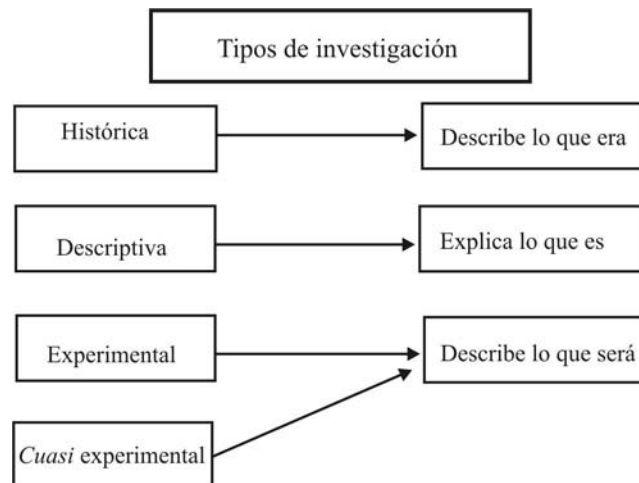 Tipos de investigación
Histórica
Describe lo que era
Descriptiva
Explica lo que es
Experimental
Describe lo que será
Cuasi experimental